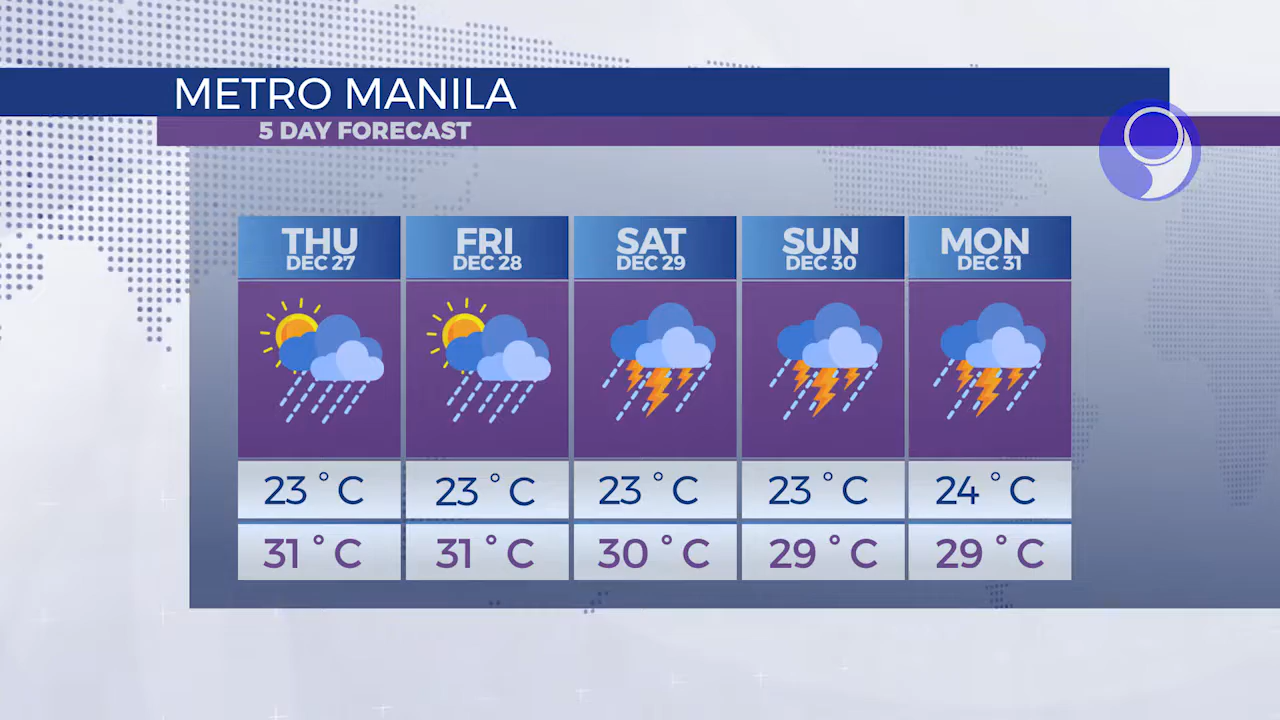 METRO MANILA
5 DAY FORECAST
THU
DEC 27
FRI
DEC 28
SAT
DEC 29
SUN
DEC 30
MON
DEC 31
23 °C
23 °C
23 °C
23 °C
24 °C
31 °C
31 °C
30 °C
29 °C
29 °C